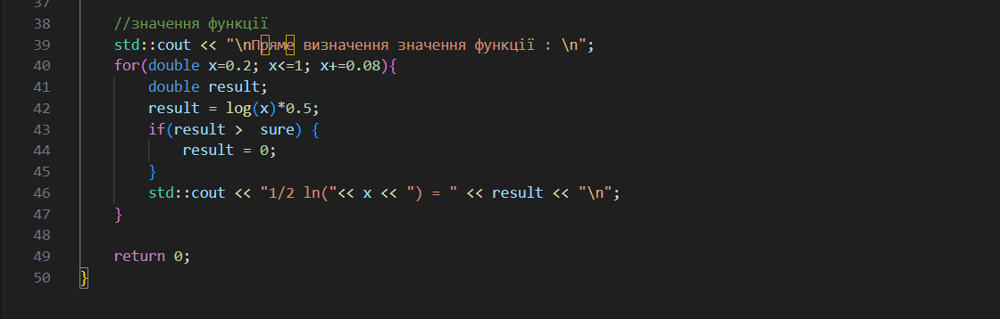 37
38 //значення функції
39 std::cout << "\nПряме визначення значення функції : \n";
40 for(double x=0.2; x<=1; x+=0.08){
41 double result;
42 result = log(x)*0.5;
43 if(result >  sure) {
44 result = 0;
45 }
46 std::cout << "1/2 ln("<< x << ") = " << result << "\n";
47 }
48
49 return 0;
50 }